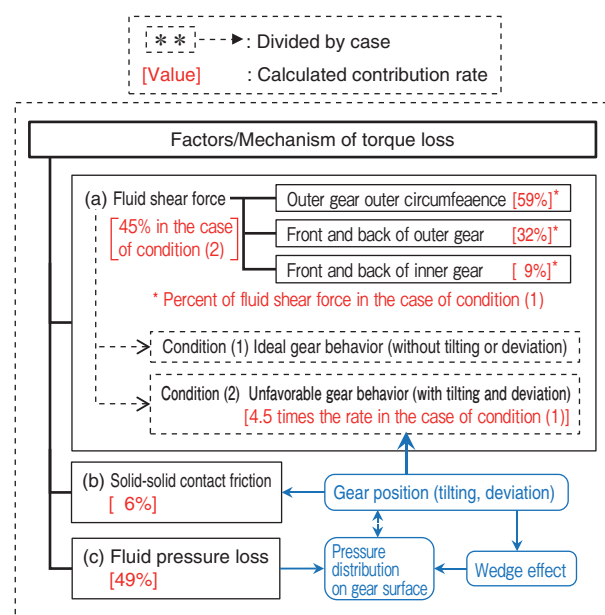 ** : Divided by case
[Value] : Calculated contribution rate
Factors/Mechanism of torque loss
(a) Fluid shear force
[45% in the case
of condition (2)]
Outer gear outer circumfeaence [59%]*
Front and back of outer gear [32%]*
Front and back of inner gear [ 9%]*
* Percent of fluid shear force in the case of condition (1)
Condition (1) Ideal gear behavior (without tilting or deviation)
Condition (2) Unfavorable gear behavior (with tilting and deviation)
[4.5 times the rate in the case of condition (1)]
(b) Solid-solid contact friction
[ 6%]
Gear position (tilting, deviation)
(c) Fluid pressure loss
[49%]
Pressure
distribution
on gear surface
Wedge effect